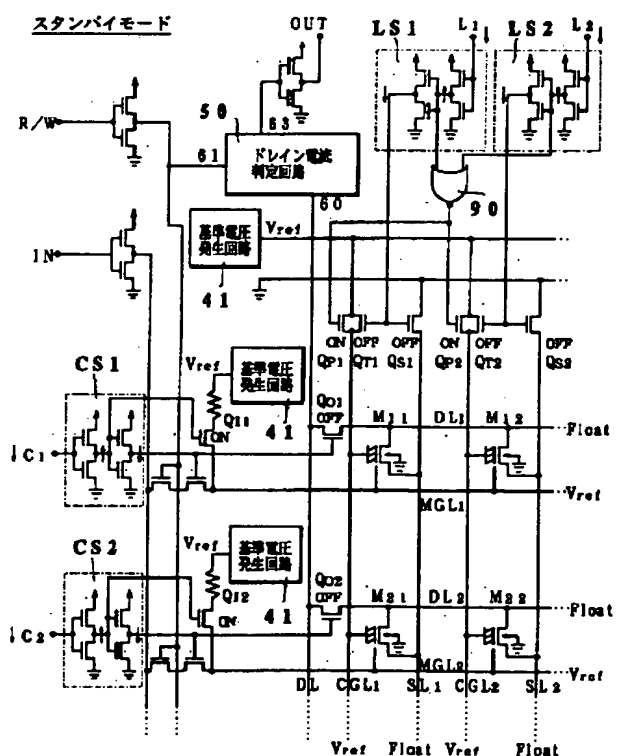 スタンバイモード
OUT
LS1
L1
LS2
L2
R/W
50
63
61
ドレイン電流
判定回路
60
90
IN
基準電圧
発生回路
Vref
41
ON OFF OFF ON OFF OFF
QP1 QT1 QS1 QP2 QT2 QS2
CS1
Vref
基準電圧
発生回路
41
QI1
ON
QO1
OFF
M11 DL1 M12
Float
C1
Vref
MGL1
CS2
Vref
基準電圧
発生回路
41
QI2
ON
QO2
OFF
M21 DL2 M22
Float
C2
MGL2
Vref
DL CGL1 SL1 CGL2 SL2
Vref Float Vref Float